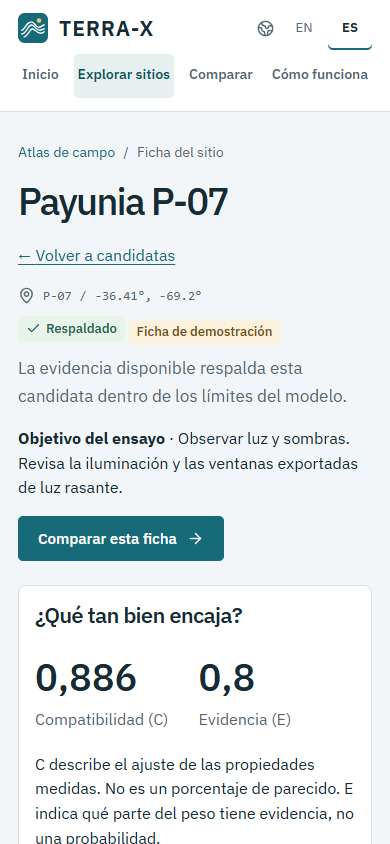 TERRA-X
EN
ES
Inicio
Explorar sitios
Comparar
Cómo funciona
Atlas de campo / Ficha del sitio
Payunia P-07
← Volver a candidatas
P-07 / -36.41°, -69.2°
Respaldado
Ficha de demostración
La evidencia disponible respalda esta
candidata dentro de los límites del modelo.
Objetivo del ensayo · Observar luz y sombras.
Revisa la iluminación y las ventanas exportadas
de luz rasante.
Comparar esta ficha →
¿Qué tan bien encaja?
0,886
Compatibilidad (C)
0,8
Evidencia (E)
C describe el ajuste de las propiedades
medidas. No es un porcentaje de parecido. E
indica qué parte del peso tiene evidencia, no
una probabilidad.